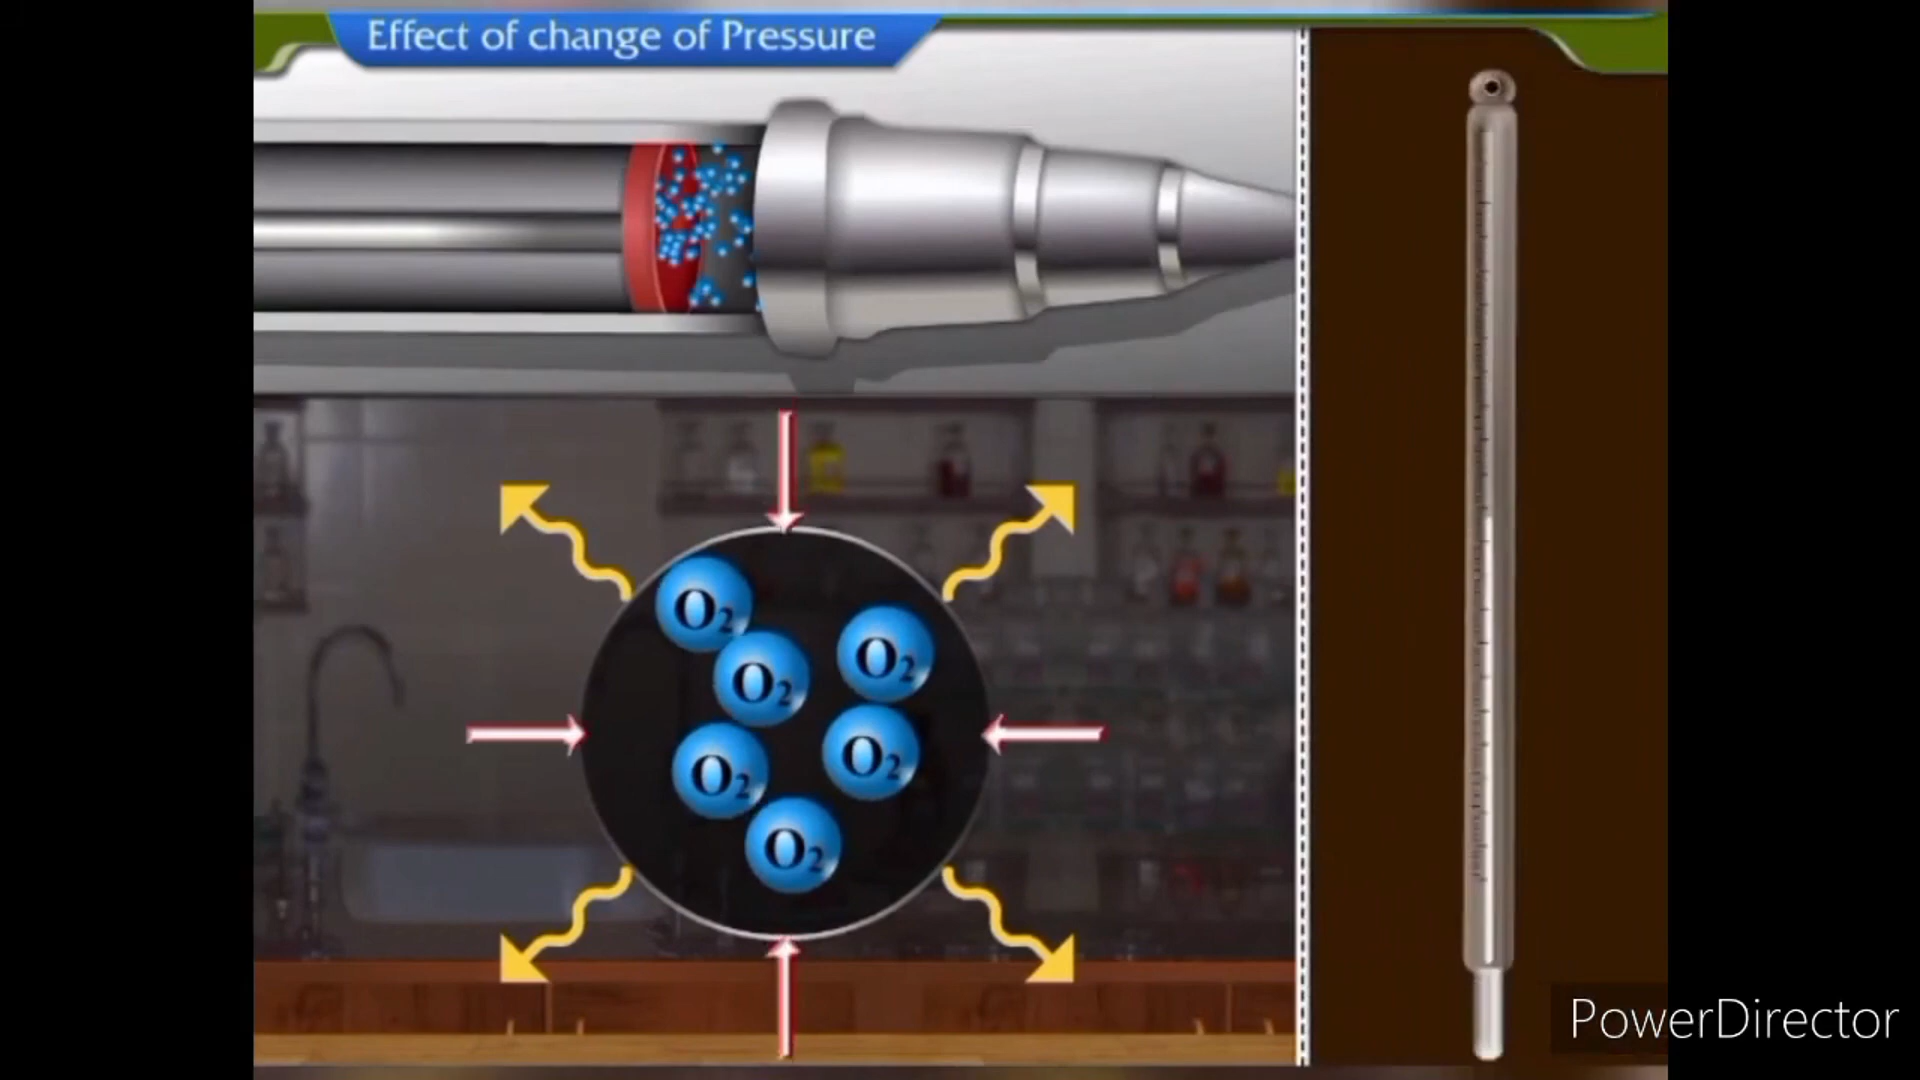 Effect of change of Pressure
O₂
O₂
O₂
O₂
O₂
O₂
PowerDirector